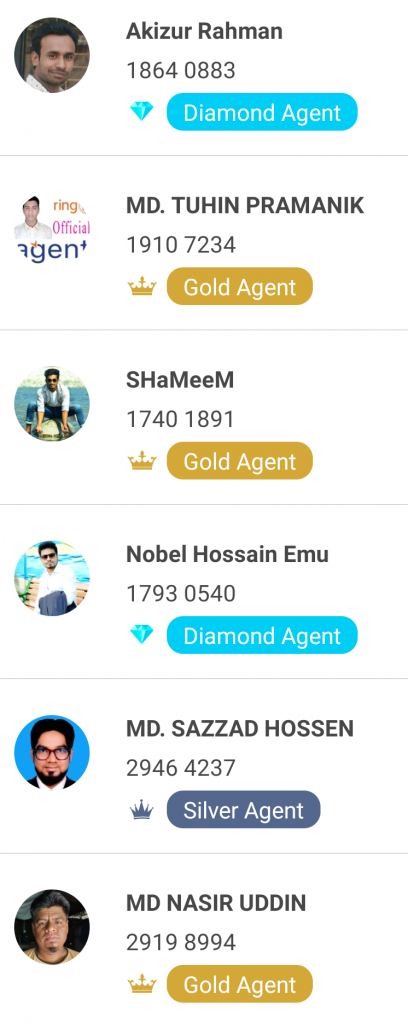 Akizur Rahman
1864 0883
Diamond Agent
ring
Official
agent
MD. TUHIN PRAMANIK
1910 7234
Gold Agent
SHaMeeM
1740 1891
Gold Agent
Nobel Hossain Emu
1793 0540
Diamond Agent
MD. SAZZAD HOSSEN
2946 4237
Silver Agent
MD NASIR UDDIN
2919 8994
Gold Agent